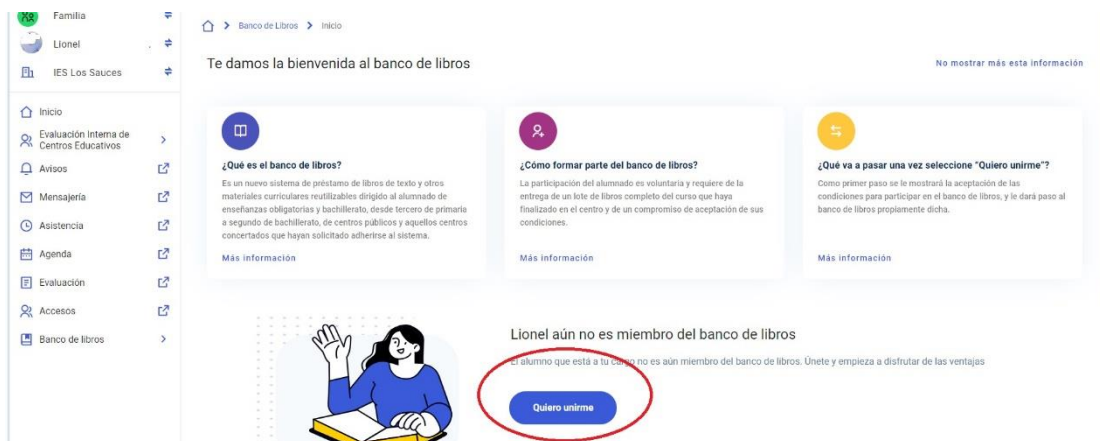 Familia
Lionel
IES Los Sauces
Inicio
Evaluación Interna de
Centros Educativos
Avisos
Mensajería
Asistencia
Agenda
Evaluación
Accesos
Banco de libros
Banco de Libros > Inicio
Te damos la bienvenida al banco de libros
No mostrar más esta información
¿Qué es el banco de libros?
Es un nuevo sistema de préstamo de libros de texto y otros
materiales curriculares reutilizables dirigido al alumnado de
enseñanzas obligatorias y bachillerato, desde tercero de primaria
a segundo de bachillerato, de centros públicos y aquellos centros
concertados que hayan solicitado adherirse al sistema.
Más información
¿Cómo formar parte del banco de libros?
La participación del alumnado es voluntaria y requiere de la
entrega de un lote de libros completo del curso que haya
finalizado en el centro y de un compromiso de aceptación de sus
condiciones.
Más información
¿Qué va a pasar una vez seleccione "Quiero unirme"?
Como primer paso se le mostrará la aceptación de las
condiciones para participar en el banco de libros, y le dará paso al
banco de libros propiamente dicha.
Más información
Lionel aún no es miembro del banco de libros
El alumno que está a tu cargo no es aún miembro del banco de libros. Únete y empieza a disfrutar de las ventajas
Quiero unirme